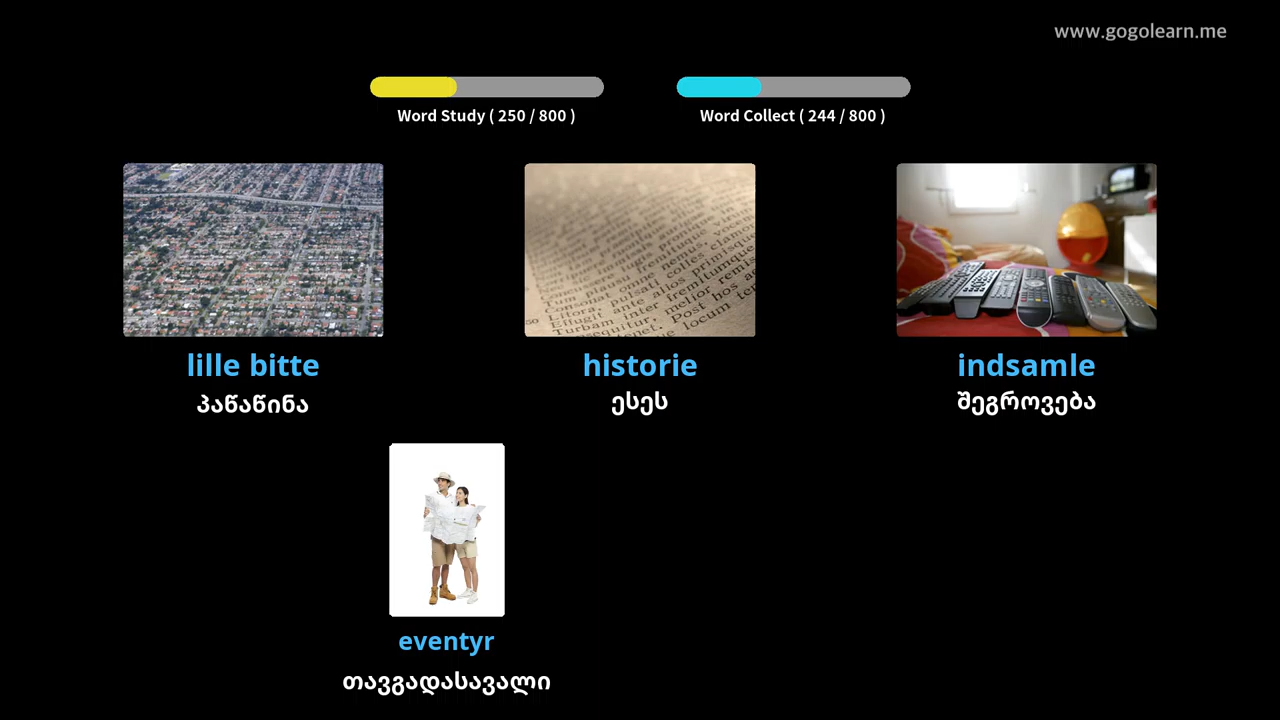 www.gogolearn.me
Word Study ( 250 / 800 )
Word Collect ( 244 / 800 )
lille bitte
historie
indsamle
პაწაწინა
ესეს
შეგროვება
eventyr
თავგადასავალი